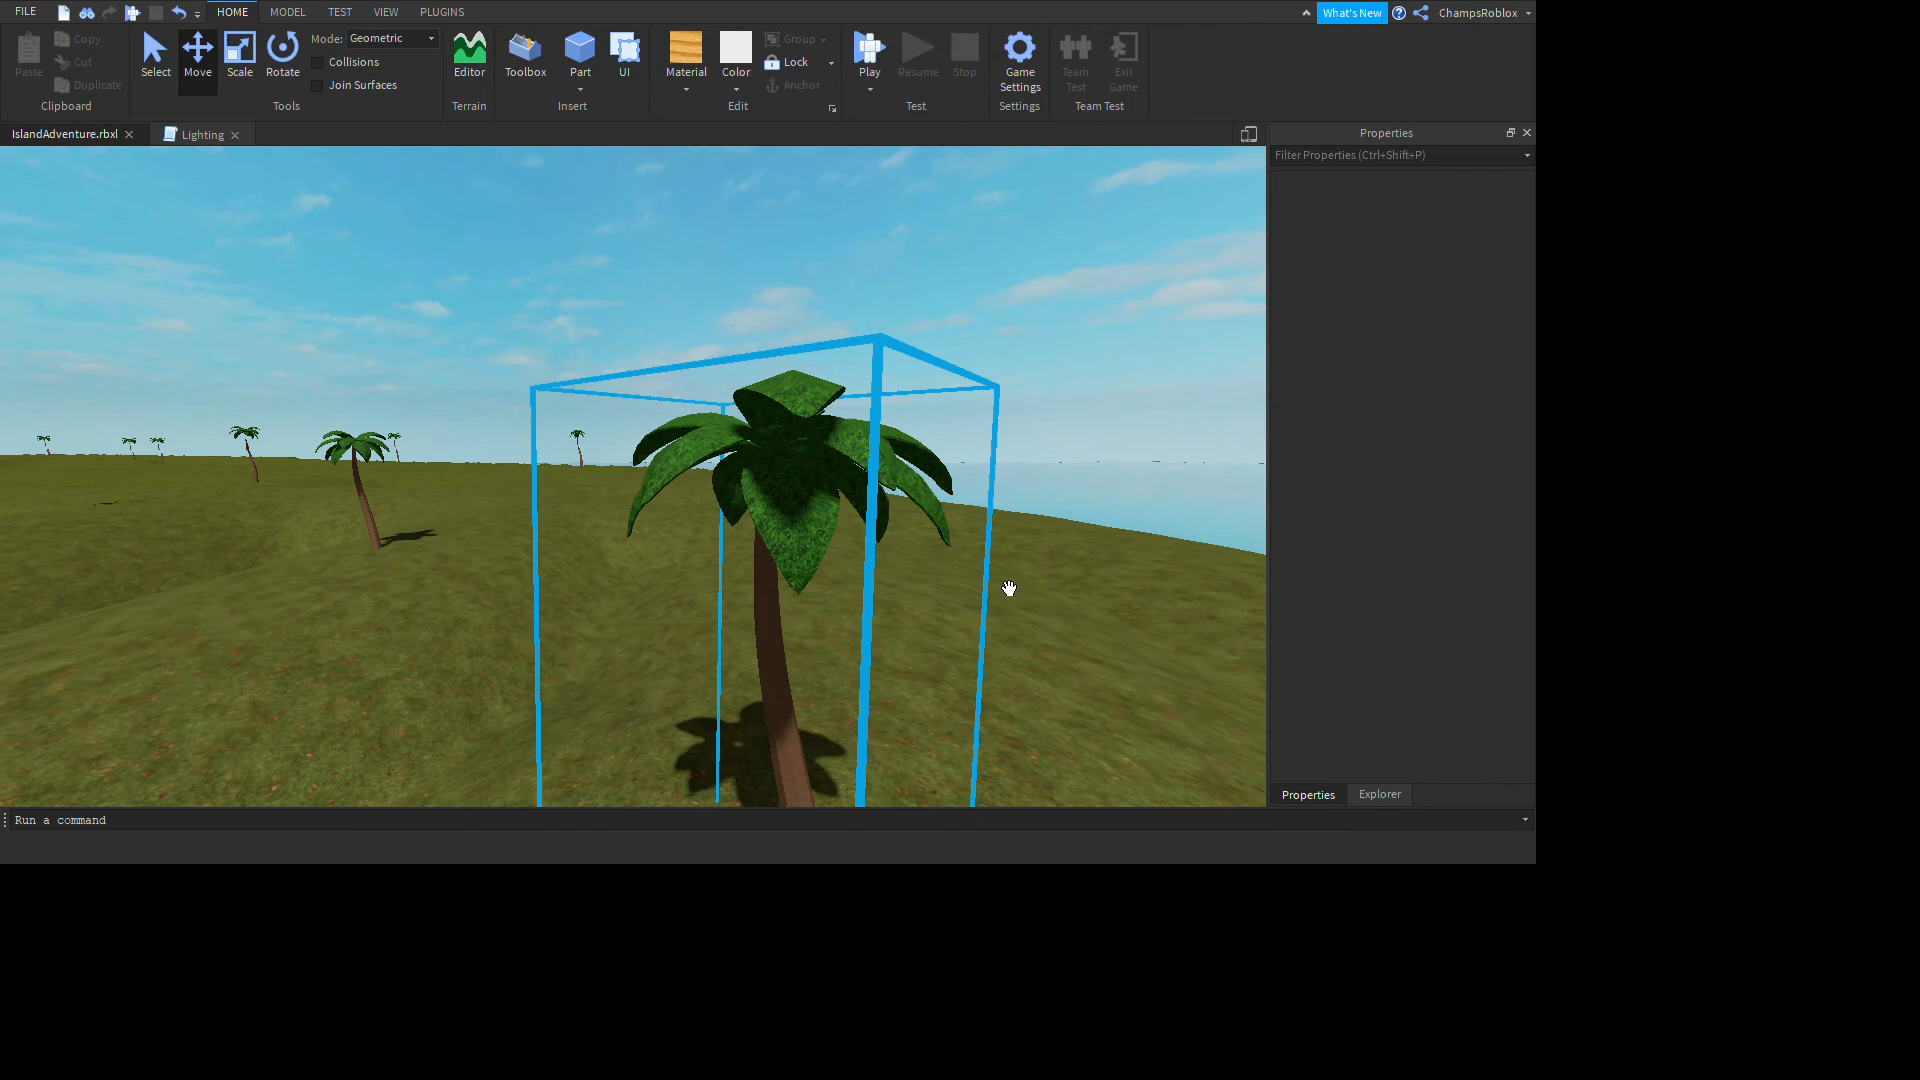 FILE
HOME
MODEL
TEST
VIEW
PLUGINS
What's New
ChampsRoblox
Paste
Copy
Cut
Duplicate
Clipboard
Select
Move
Scale
Rotate
Mode: Geometric
Collisions
Join Surfaces
Tools
Editor
Terrain
Toolbox
Part
UI
Insert
Material
Color
Group
Lock
Anchor
Edit
Play
Resume
Stop
Test
Game
Settings
Settings
Team
Test
Exit
Game
Team Test
IslandAdventure.rbxl
Lighting
Properties
Filter Properties (Ctrl+Shift+P)
Properties
Explorer
Run a command